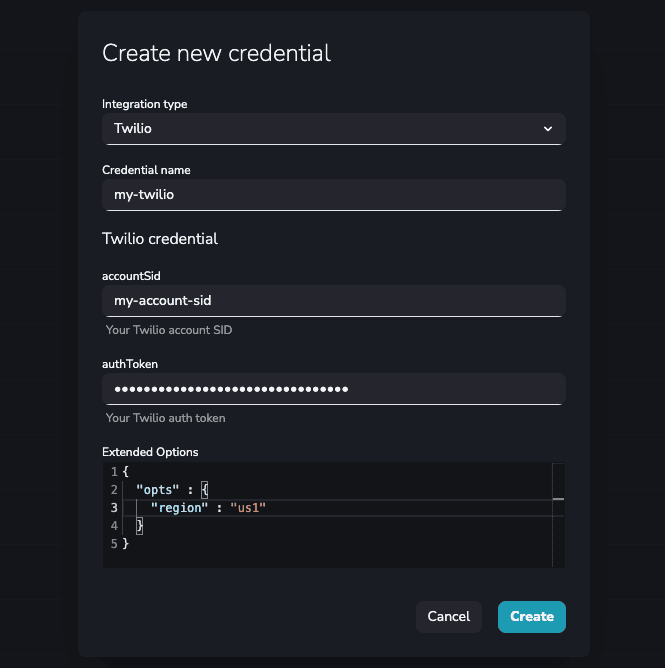 Create new credential
Integration type
Twilio
Credential name
my-twilio
Twilio credential
accountSid
my-account-sid
Your Twilio account SID
authToken
••••••••••••••••••••••••••••••••
Your Twilio auth token
Extended Options
1 {
2 "opts" : {
3 "region" : "us1"
4 }
5 }
Cancel
Create